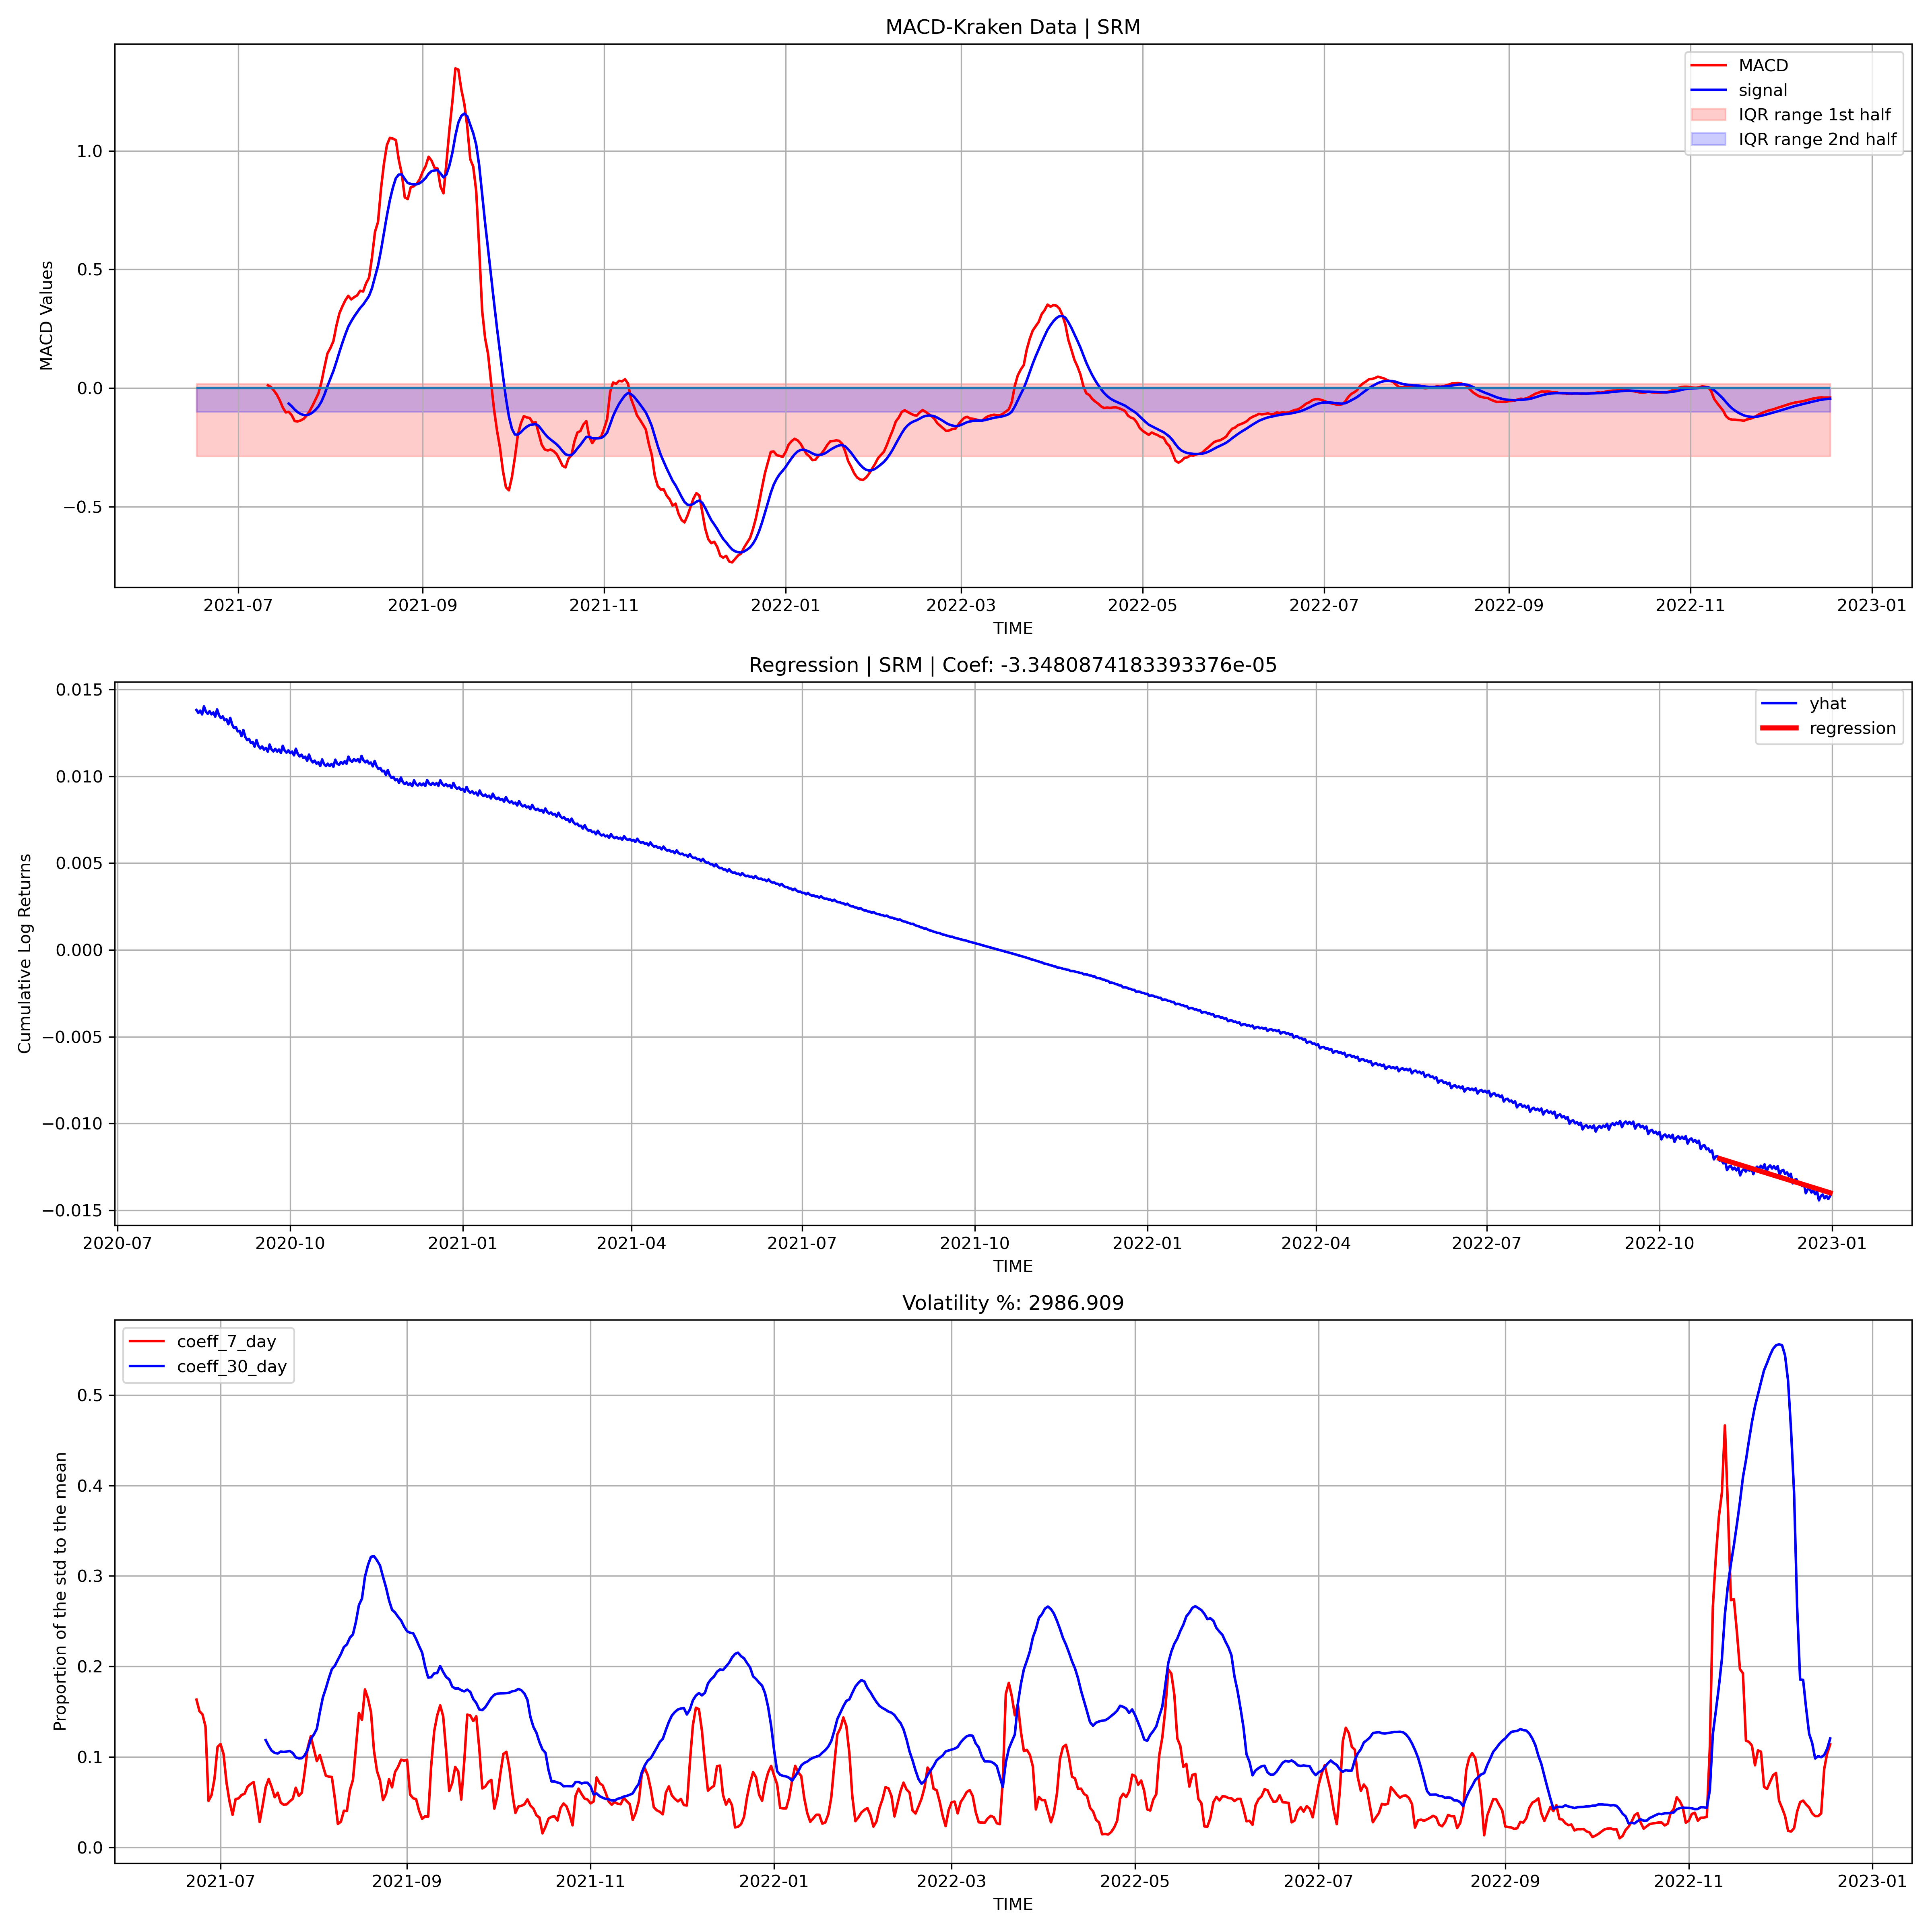 MACD-Kraken Data | SRM
MACD Values
1.0
0.5
0.0
−0.5
MACD
signal
IQR range 1st half
IQR range 2nd half
2021-07 2021-09 2021-11 2022-01 2022-03 2022-05 2022-07 2022-09 2022-11 2023-01
TIME
Regression | SRM | Coef: -3.3480874183393376e-05
Cumulative Log Returns
0.015
0.010
0.005
0.000
−0.005
−0.010
−0.015
yhat
regression
2020-07 2020-10 2021-01 2021-04 2021-07 2021-10 2022-01 2022-04 2022-07 2022-10 2023-01
TIME
Volatility %: 2986.909
Proportion of the std to the mean
0.5
0.4
0.3
0.2
0.1
0.0
coeff_7_day
coeff_30_day
2021-07 2021-09 2021-11 2022-01 2022-03 2022-05 2022-07 2022-09 2022-11 2023-01
TIME